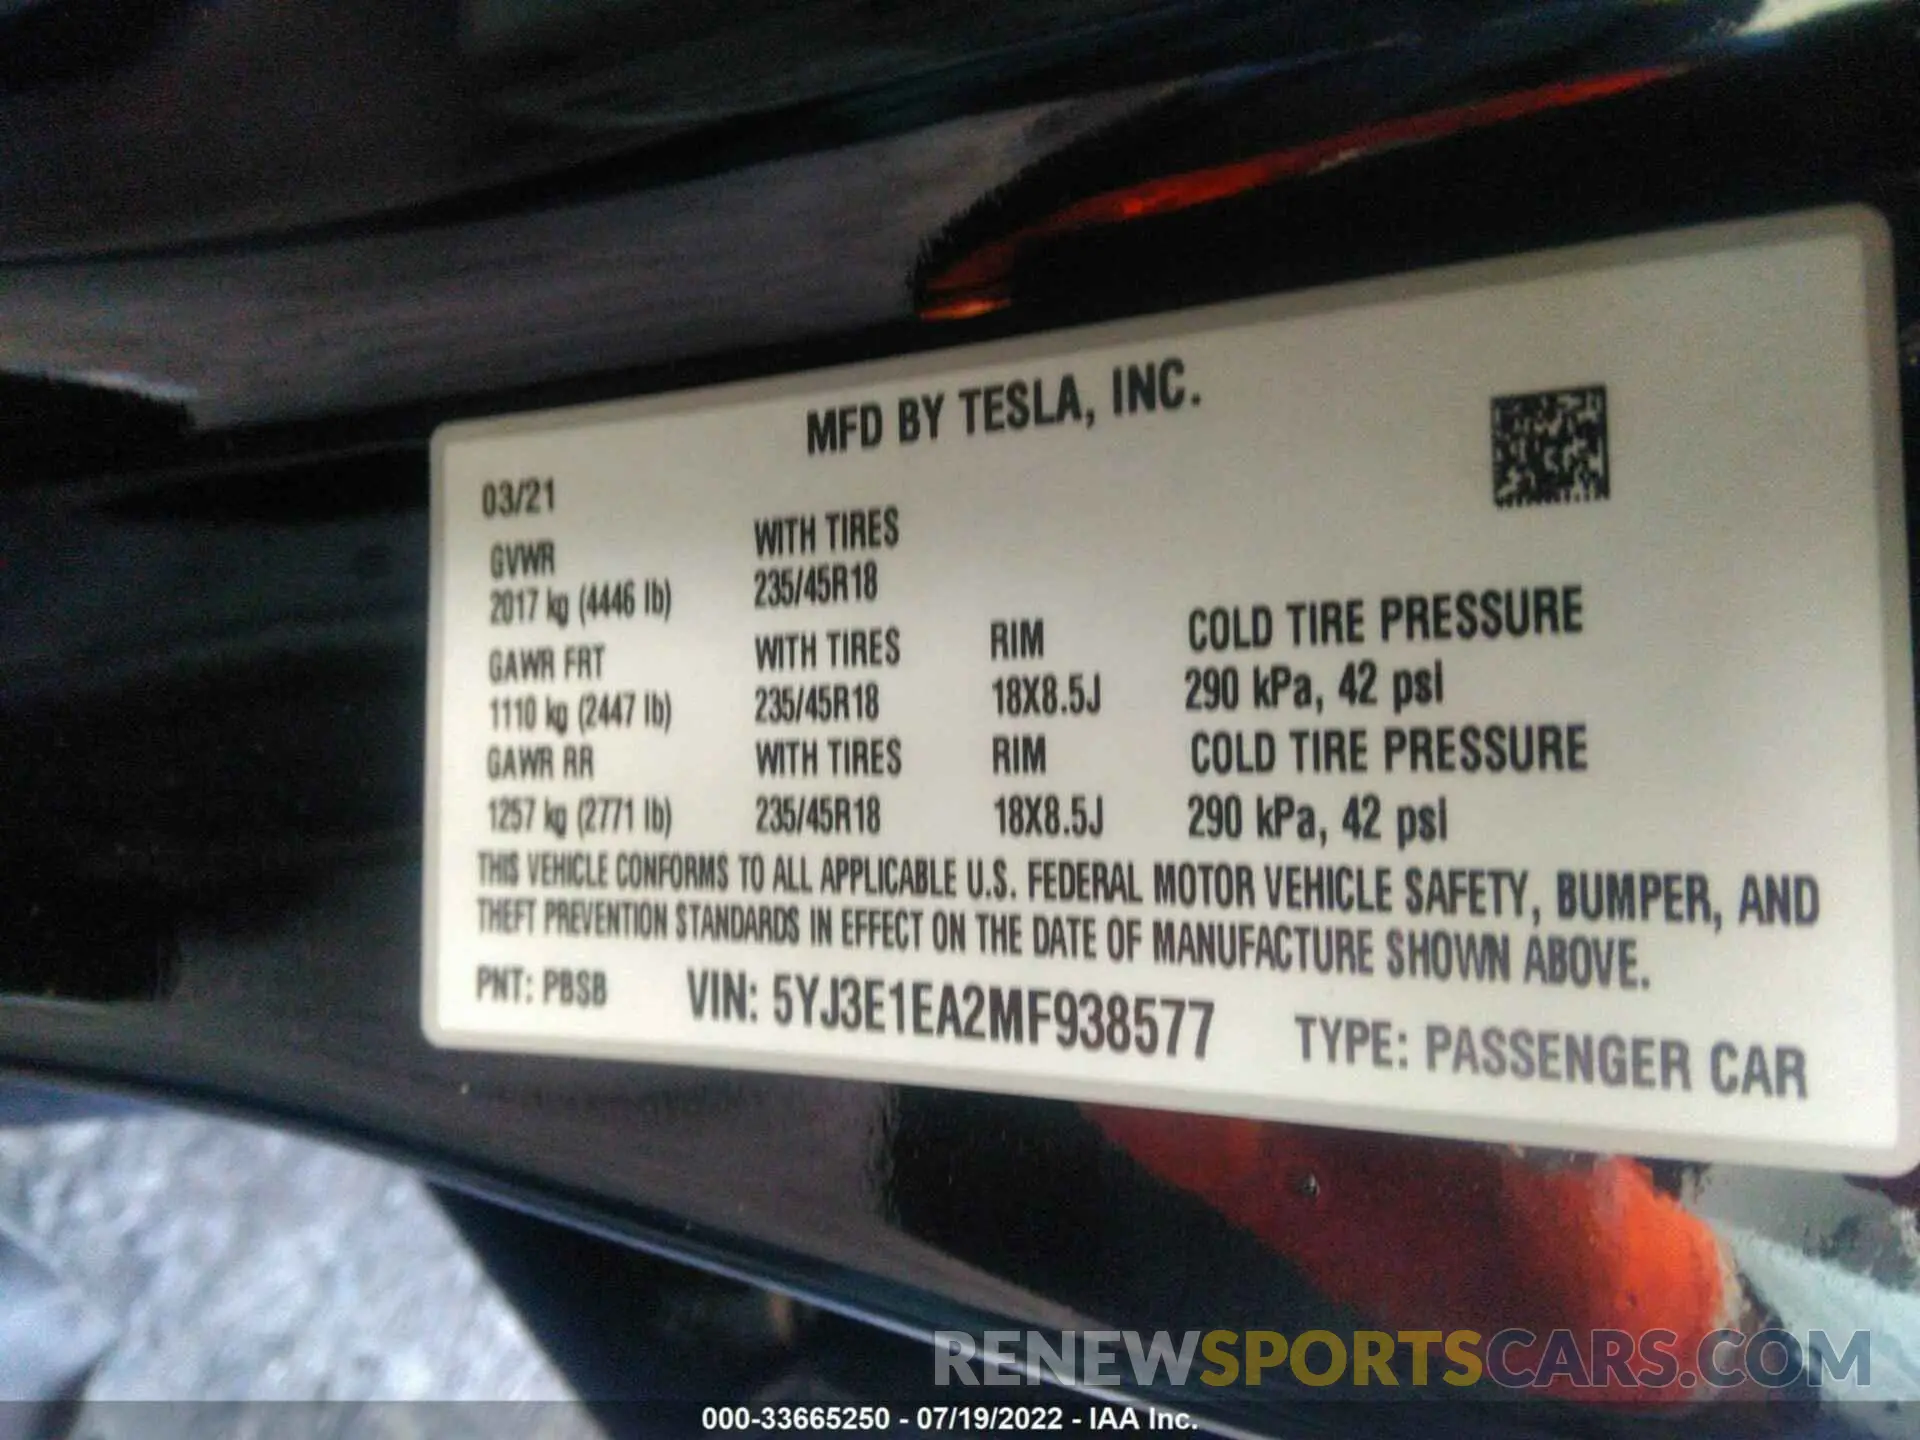 MFD BY TESLA, INC.
03/21
GVWR WITH TIRES
2017 kg (4446 lb) 235/45R18
GAWR FRT WITH TIRES RIM COLD TIRE PRESSURE
1110 kg (2447 lb) 235/45R18 18X8.5J 290 kPa, 42 psi
GAWR RR WITH TIRES RIM COLD TIRE PRESSURE
1257 kg (2771 lb) 235/45R18 18X8.5J 290 kPa, 42 psi
THIS VEHICLE CONFORMS TO ALL APPLICABLE U.S. FEDERAL MOTOR VEHICLE SAFETY, BUMPER, AND
THEFT PREVENTION STANDARDS IN EFFECT ON THE DATE OF MANUFACTURE SHOWN ABOVE.
PNT: PBSB VIN: 5YJ3E1EA2MF938577 TYPE: PASSENGER CAR
RENEWSPORTSCARS.COM
000-33665250 - 07/19/2022 - IAA Inc.